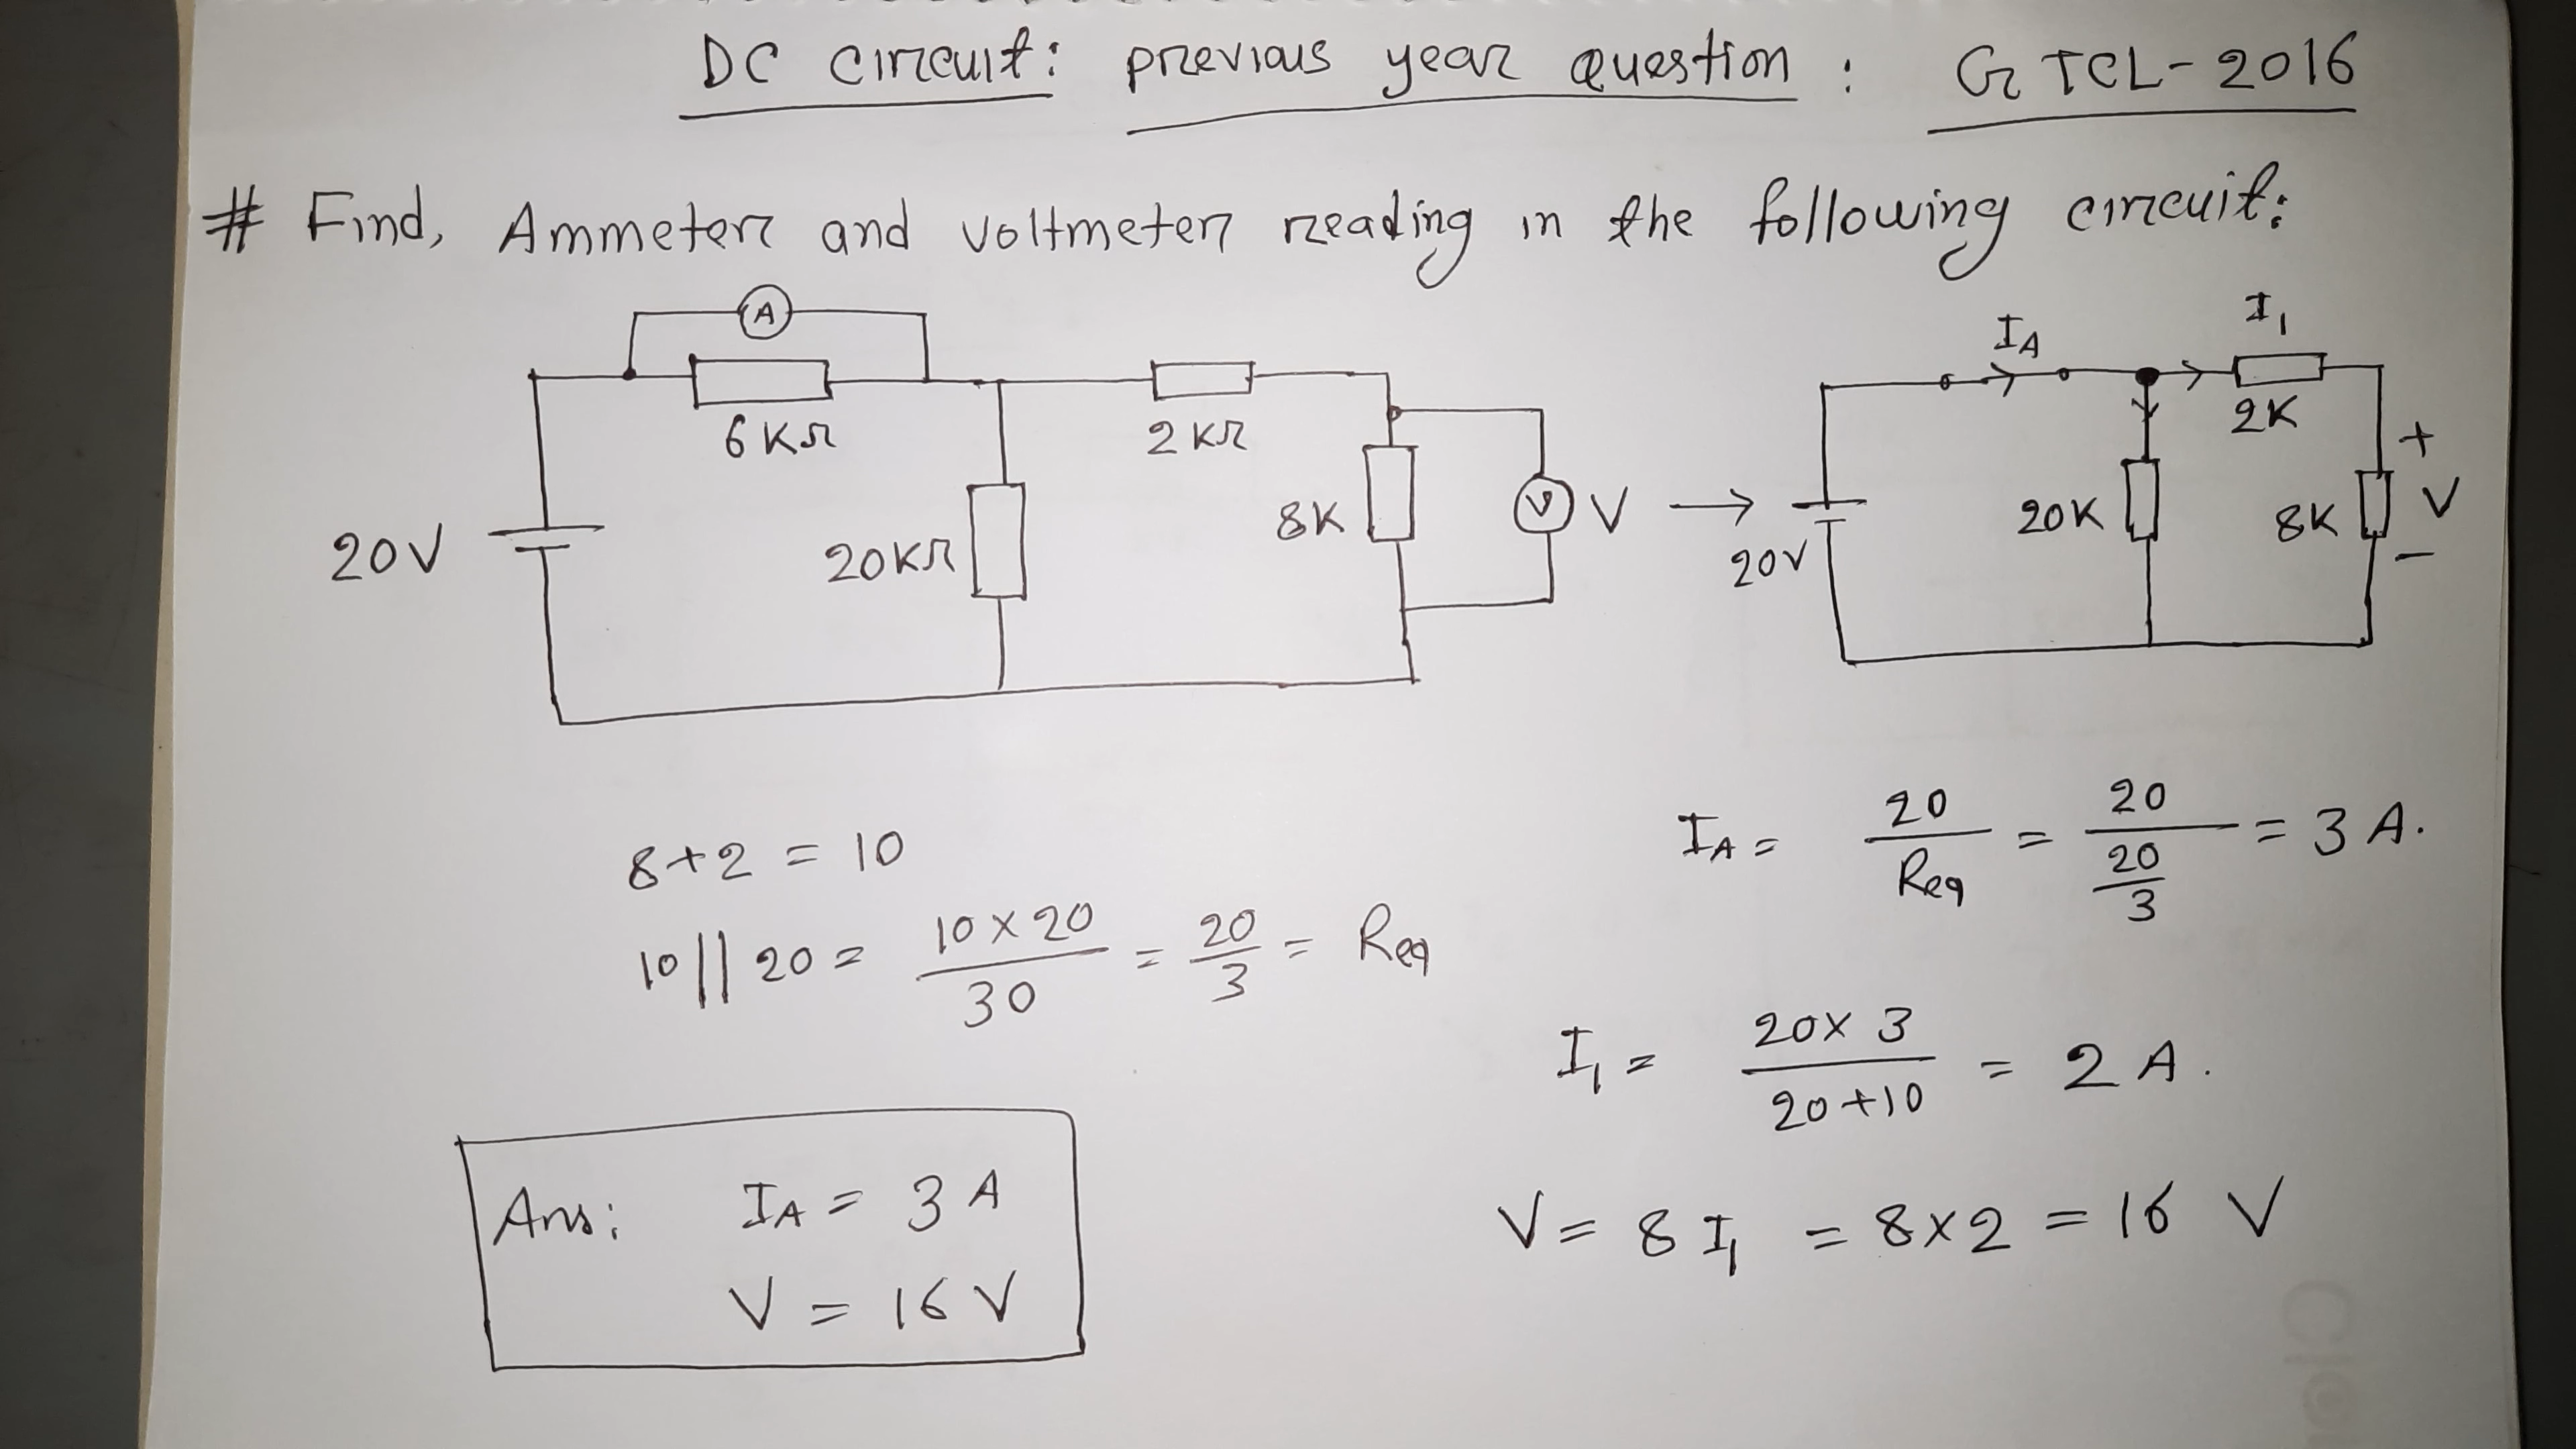 DC circuit: previous year question : GTCL-2016
# Find, Ammeter and voltmeter reading in the following circuit:
A
6 KΩ
2 KΩ
20V
20KΩ
8K
V
V
→
I_A
I_1
2K
20V
20K
8K
+
V
−
8+2 = 10
10||20 = (10 × 20)/30 = 20/3 = Req
I_A = 20/Req = 20/(20/3) = 3 A.
I_1 = (20× 3)/(20+10) = 2 A.
V = 8 I_1 = 8×2 = 16 V
Ans: I_A = 3 A
V = 16 V